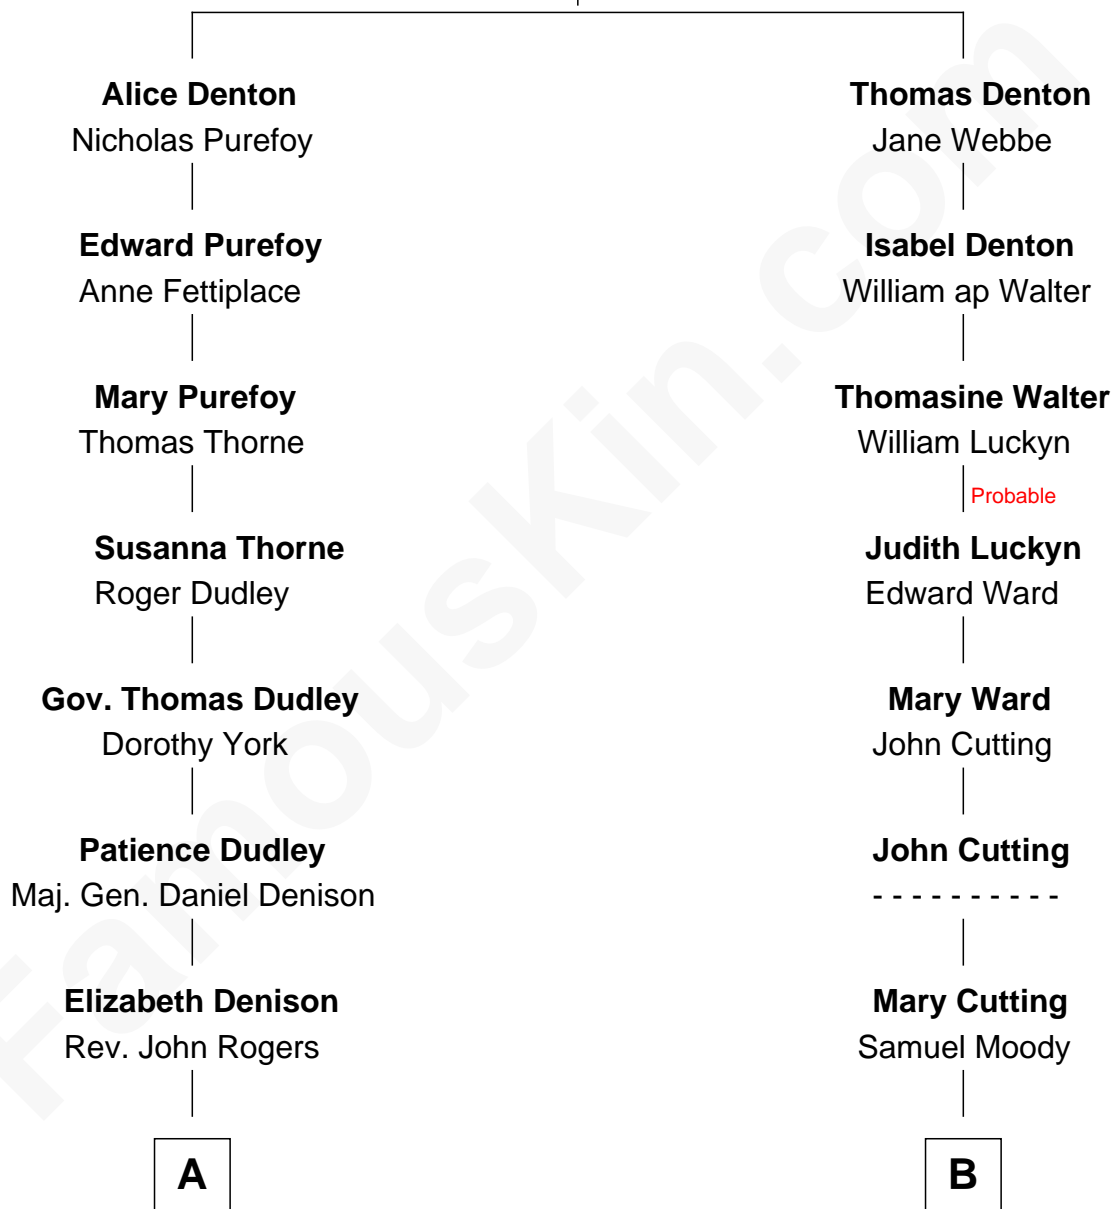 Alice Denton
Nicholas Purefoy
Edward Purefoy
Anne Fettiplace
Mary Purefoy
Thomas Thorne
Susanna Thorne
Roger Dudley
Gov. Thomas Dudley
Dorothy York
Patience Dudley
Maj. Gen. Daniel Denison
Elizabeth Denison
Rev. John Rogers
A
Thomas Denton
Jane Webbe
Isabel Denton
William ap Walter
Thomasine Walter
William Luckyn
Probable
Judith Luckyn
Edward Ward
Mary Ward
John Cutting
John Cutting
- - - - - - - - - -
Mary Cutting
Samuel Moody
B
FamousKin.com